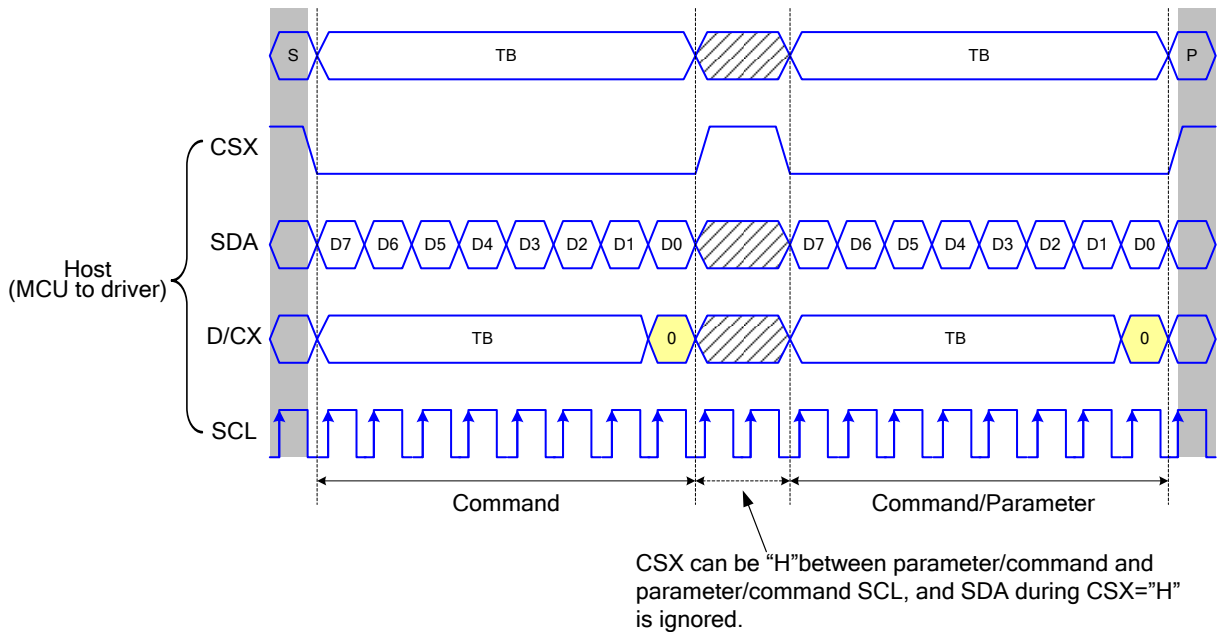 S TB TB P
CSX
SDA D7 D6 D5 D4 D3 D2 D1 D0 D7 D6 D5 D4 D3 D2 D1 D0
Host
(MCU to driver)
D/CX TB 0 TB 0
SCL
Command Command/Parameter
CSX can be “H”between parameter/command and
parameter/command SCL, and SDA during CSX=”H”
is ignored.